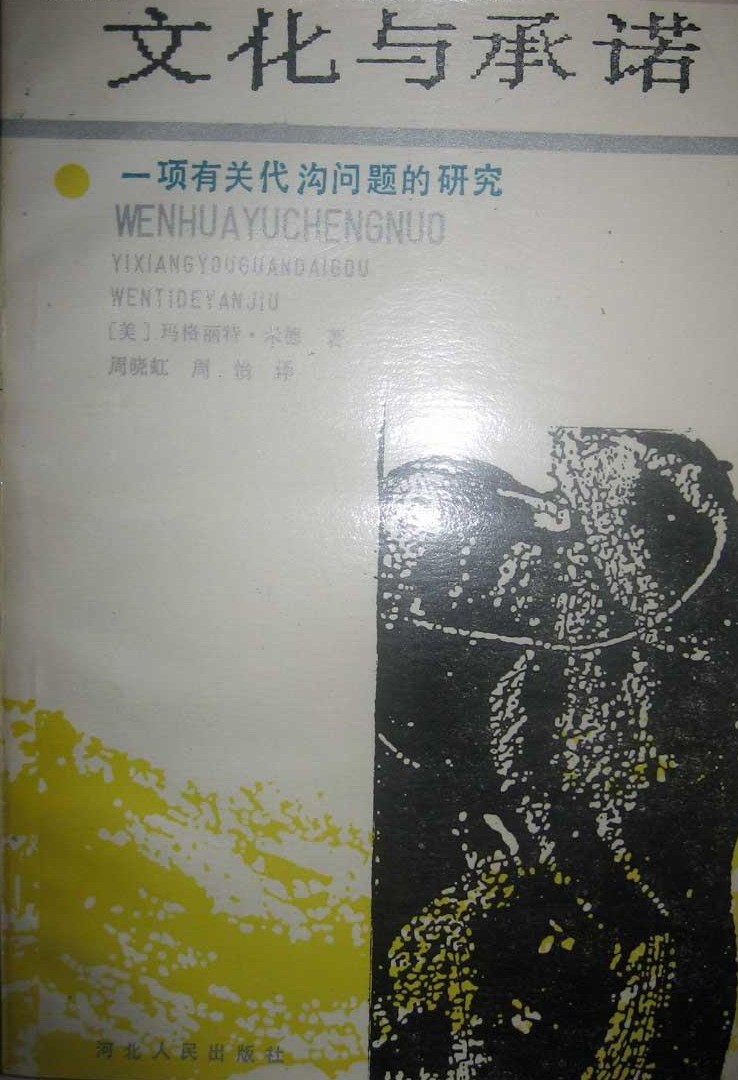 文化与承诺
一项有关代沟问题的研究
WENHUAYUCHENGNUO
YIXIANGYOUGUANDAIGOU
WENTiDEYANJIU
[美]·玛格丽特·米德 著
周晓虹 周 怡 译
河北人民出版社